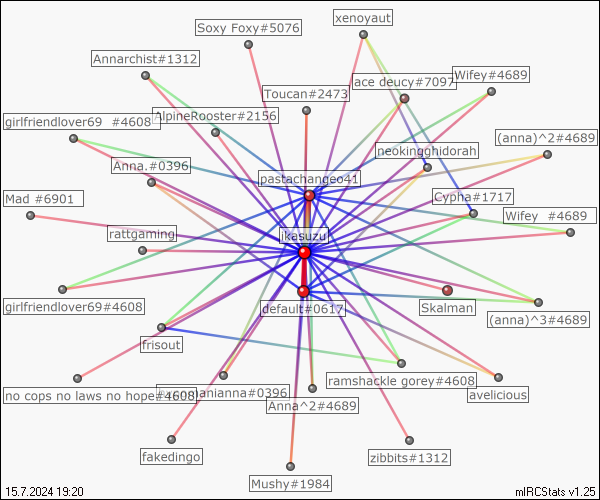 xenoyaut
Soxy Foxy#5076
Annarchist#1312
ace deucy#7097
Wifey#4689
Toucan#2473
girlfriendlover69 #4608
AlpineRooster#2156
(anna)^2#4689
neokingghidorah
Anna.#0396
pastachangeo41
Mad #6901
Cypha#1717
Wifey #4689
rattgaming
ikasuzu
girlfriendlover69#4608
default#0617
Skalman
(anna)^3#4689
frisout
ramshackle gorey#4608
no cops no laws no hope#4608
manianna#0396
avelicious
Anna^2#4689
fakedingo
zibbits#1312
Mushy#1984
15.7.2024 19:20
mIRCStats v1.25